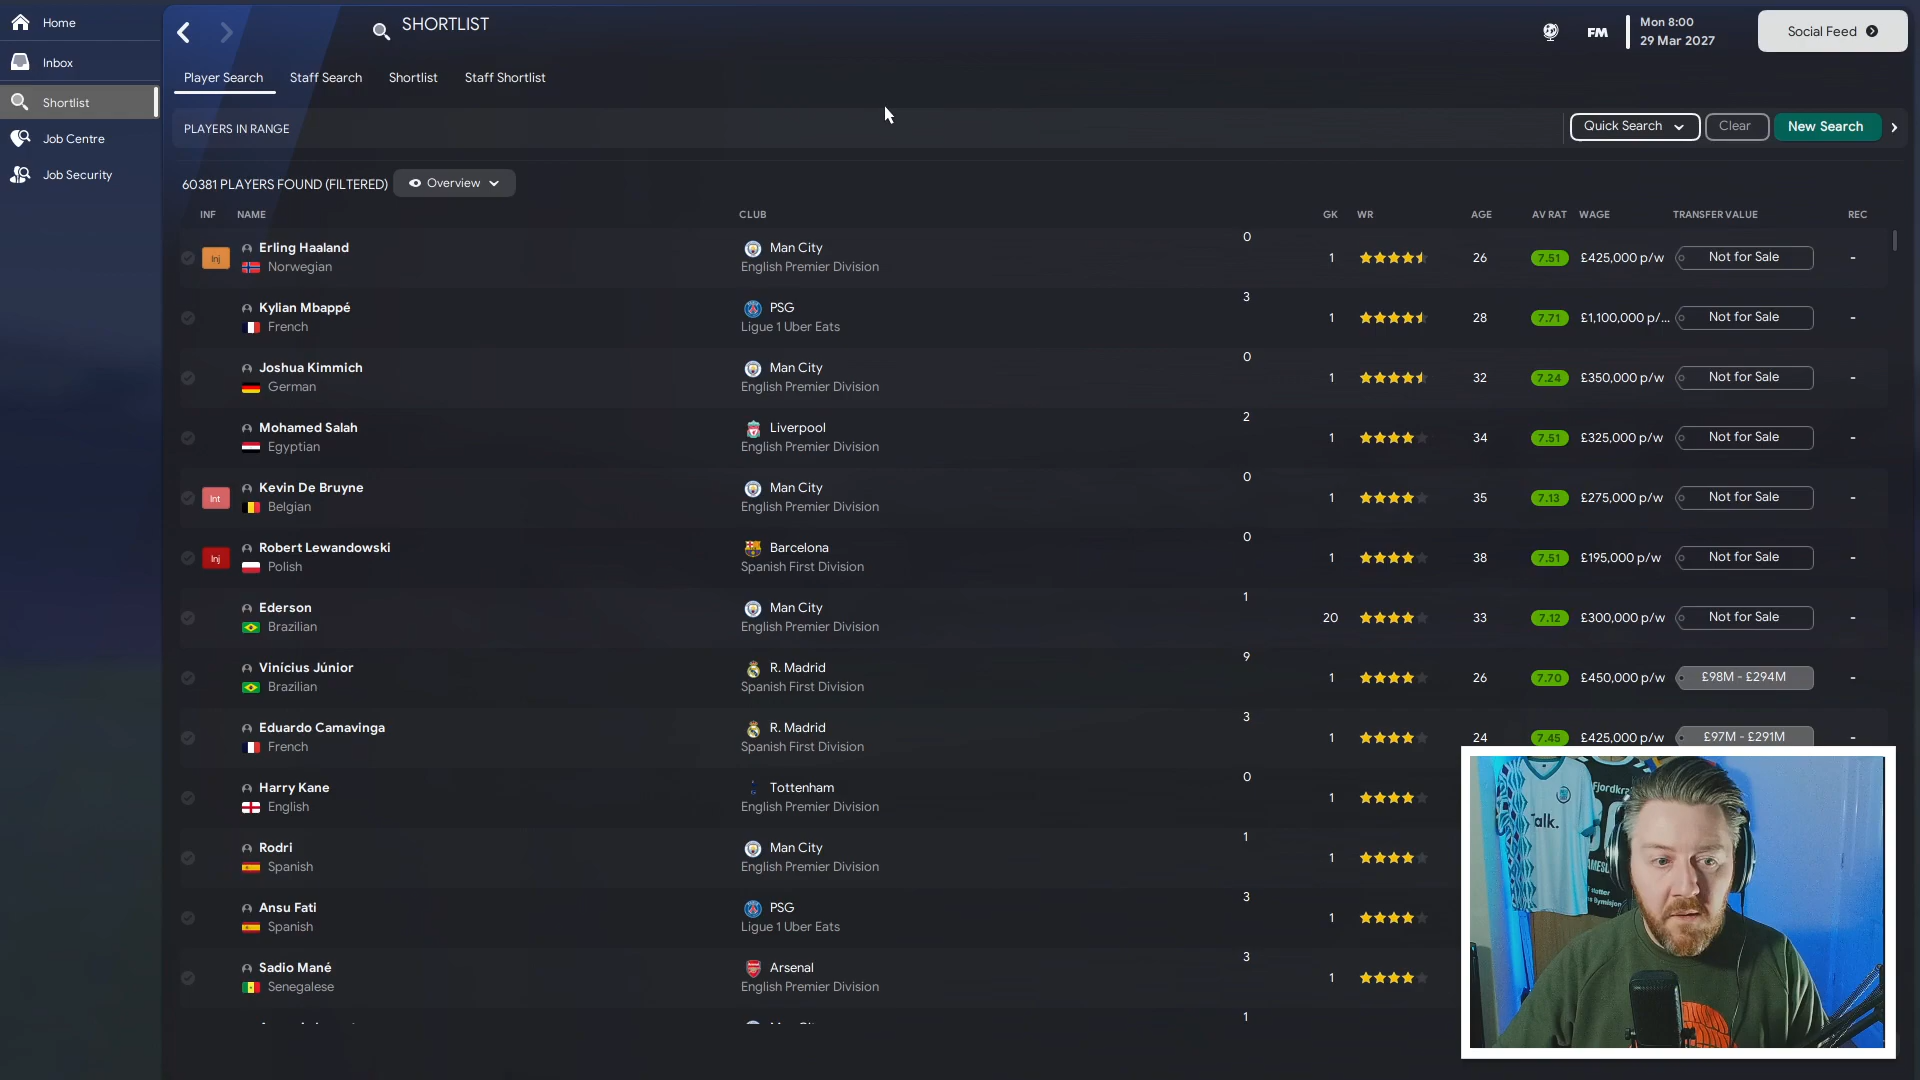 Home
Inbox
Shortlist
Job Centre
Job Security
SHORTLIST
FM
Mon 8:00
29 Mar 2027
Social Feed
Player Search Staff Search Shortlist Staff Shortlist
PLAYERS IN RANGE
Quick Search Clear New Search
60381 PLAYERS FOUND (FILTERED) Overview
INF NAME CLUB GK WR AGE AV RAT WAGE TRANSFER VALUE REC
Inj Erling Haaland Man City 0 1 26 7.51 £425,000 p/w Not for Sale -
Norwegian English Premier Division
Kylian Mbappé PSG 3 1 28 7.71 £1,100,000 p/... Not for Sale -
French Ligue 1 Uber Eats
Joshua Kimmich Man City 0 1 32 7.24 £350,000 p/w Not for Sale -
German English Premier Division
Mohamed Salah Liverpool 2 1 34 7.51 £325,000 p/w Not for Sale -
Egyptian English Premier Division
Int Kevin De Bruyne Man City 0 1 35 7.13 £275,000 p/w Not for Sale -
Belgian English Premier Division
Inj Robert Lewandowski Barcelona 0 1 38 7.51 £195,000 p/w Not for Sale -
Polish Spanish First Division
Ederson Man City 1 20 33 7.12 £300,000 p/w Not for Sale -
Brazilian English Premier Division
Vinícius Júnior R. Madrid 9 1 26 7.70 £450,000 p/w £98M - £294M -
Brazilian Spanish First Division
Eduardo Camavinga R. Madrid 3 1 24 7.45 £425,000 p/w £97M - £291M -
French Spanish First Division
Harry Kane Tottenham 0 1
English English Premier Division
Rodri Man City 1 1
Spanish English Premier Division
Ansu Fati PSG 3 1
Spanish Ligue 1 Uber Eats
Sadio Mané Arsenal 3 1
Senegalese English Premier Division
1
Talk.